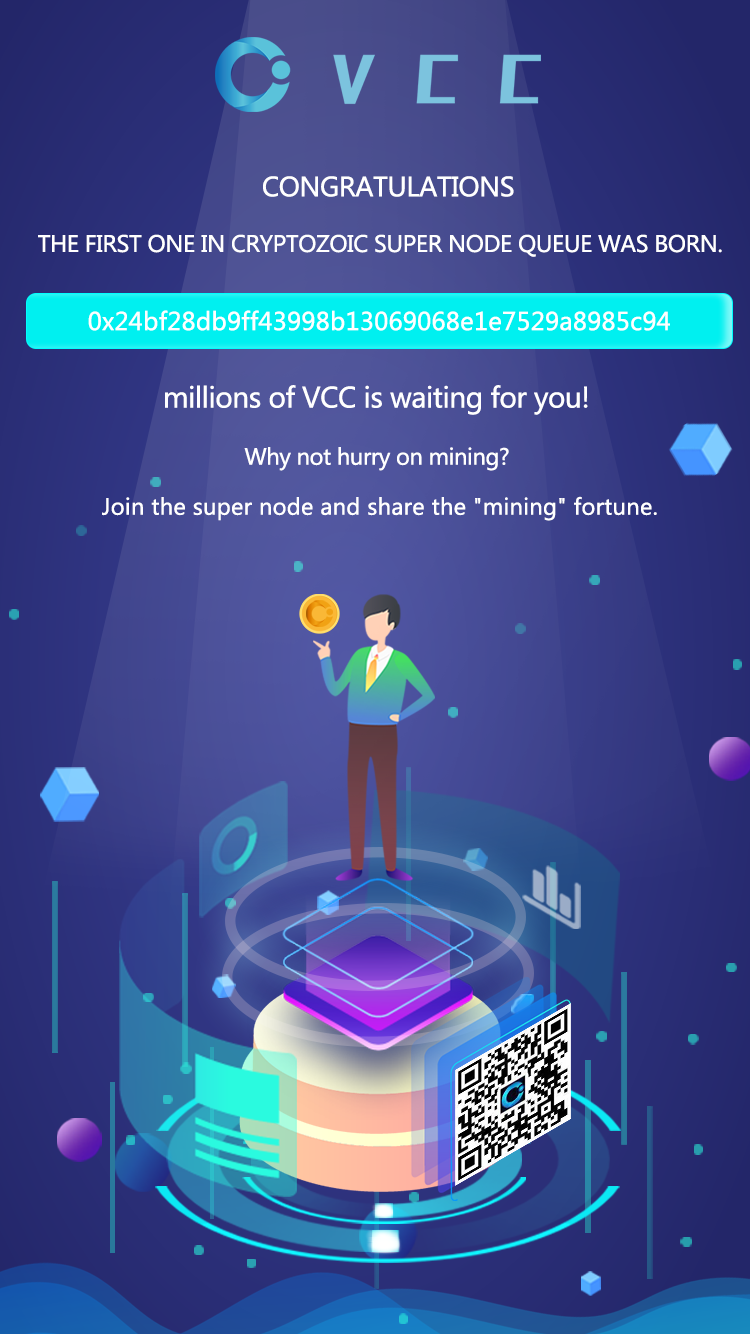 VCC
CONGRATULATIONS
THE FIRST ONE IN CRYPTOZOIC SUPER NODE QUEUE WAS BORN.
0x24bf28db9ff43998b13069068e1e7529a8985c94
millions of VCC is waiting for you!
Why not hurry on mining?
Join the super node and share the "mining" fortune.